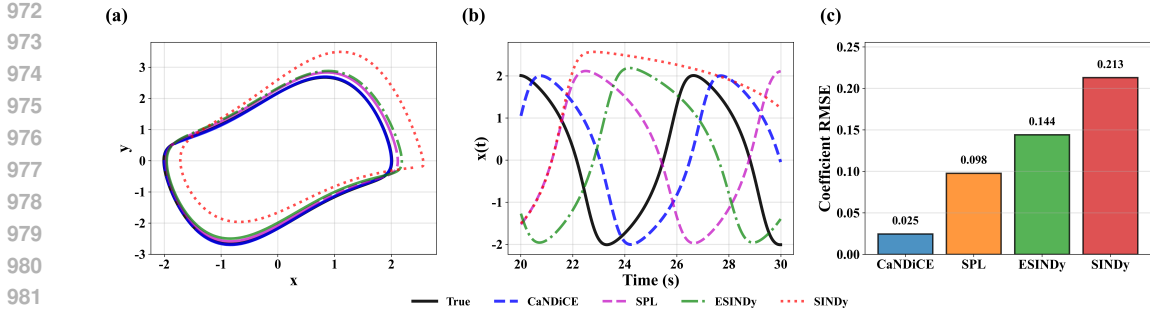 972
973
974
975
976
977
978
979
980
981
(a)
3
2
1
0
-1
-2
-3
y
-2
-1
0
1
2
x
(b)
2
1
0
-1
-2
x(t)
20
22
24
26
28
30
Time (s)
(c)
0.25
0.20
0.15
0.10
0.05
0.00
Coefficient RMSE
0.025
0.098
0.144
0.213
CaNDiCE
SPL
ESINDy
SINDy
True
CaNDiCE
SPL
ESINDy
SINDy